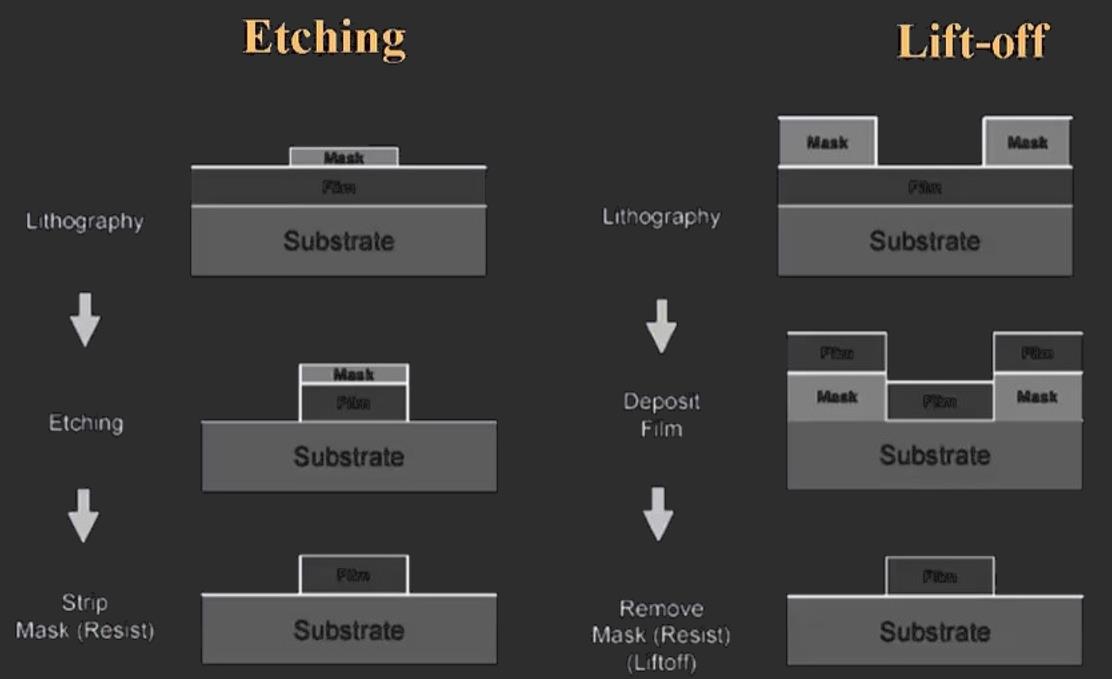 Etching
Lithography
Mask
Film
Substrate
Etching
Mask
Film
Substrate
Strip
Mask (Resist)
Film
Substrate
Lift-off
Lithography
Mask
Mask
Film
Substrate
Deposit
Film
Film
Film
Mask
Film
Mask
Substrate
Remove
Mask (Resist)
(Liftoff)
Film
Substrate